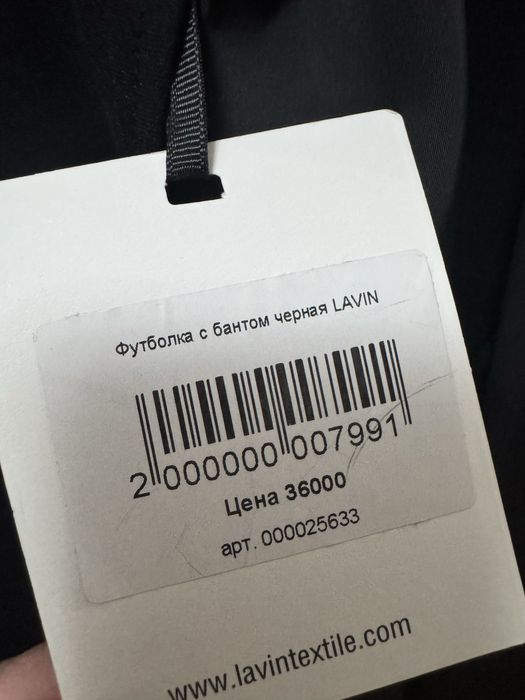 Футболка с бантом черная LAVIN
2 000000 007991
Цена 36000
арт. 000025633
www.lavintextile.com